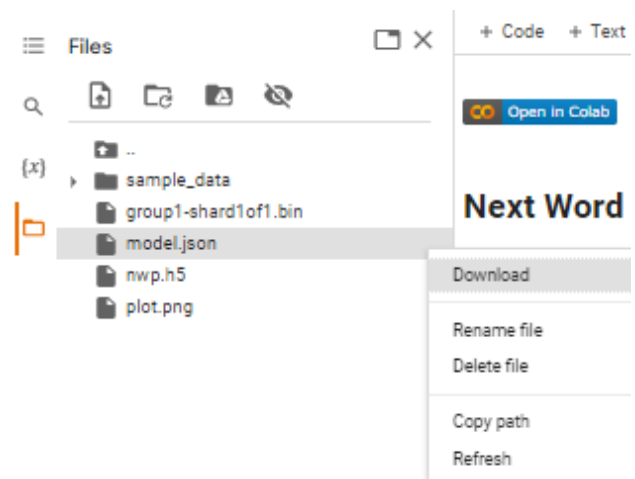 Files
+ Code + Text
{x}
..
sample_data
group1-shard1of1.bin
model.json
nwp.h5
plot.png
CO Open in Colab
Next Word
Download
Rename file
Delete file
Copy path
Refresh